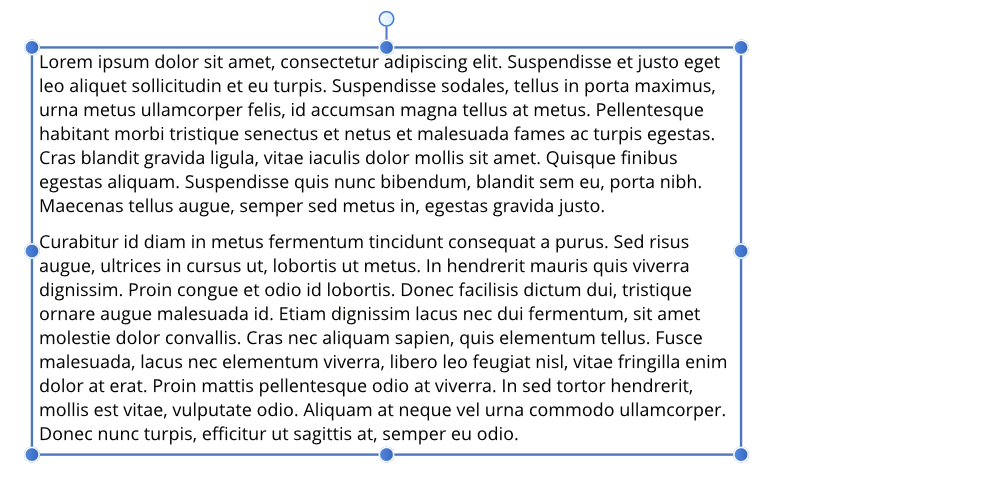 Lorem ipsum dolor sit amet, consectetur adipiscing elit. Suspendisse et justo eget
leo aliquet sollicitudin et eu turpis. Suspendisse sodales, tellus in porta maximus,
urna metus ullamcorper felis, id accumsan magna tellus at metus. Pellentesque
habitant morbi tristique senectus et netus et malesuada fames ac turpis egestas.
Cras blandit gravida ligula, vitae iaculis dolor mollis sit amet. Quisque finibus
egestas aliquam. Suspendisse quis nunc bibendum, blandit sem eu, porta nibh.
Maecenas tellus augue, semper sed metus in, egestas gravida justo.
Curabitur id diam in metus fermentum tincidunt consequat a purus. Sed risus
augue, ultrices in cursus ut, lobortis ut metus. In hendrerit mauris quis viverra
dignissim. Proin congue et odio id lobortis. Donec facilisis dictum dui, tristique
ornare augue malesuada id. Etiam dignissim lacus nec dui fermentum, sit amet
molestie dolor convallis. Cras nec aliquam sapien, quis elementum tellus. Fusce
malesuada, lacus nec elementum viverra, libero leo feugiat nisl, vitae fringilla enim
dolor at erat. Proin mattis pellentesque odio at viverra. In sed tortor hendrerit,
mollis est vitae, vulputate odio. Aliquam at neque vel urna commodo ullamcorper.
Donec nunc turpis, efficitur ut sagittis at, semper eu odio.